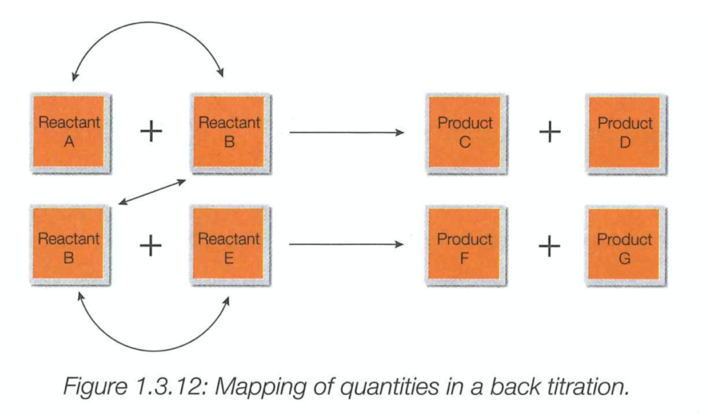 Reactant
A
+
Reactant
B
Product
C
+
Product
D
Reactant
B
+
Reactant
E
Product
F
+
Product
G
Figure 1.3.12: Mapping of quantities in a back titration.